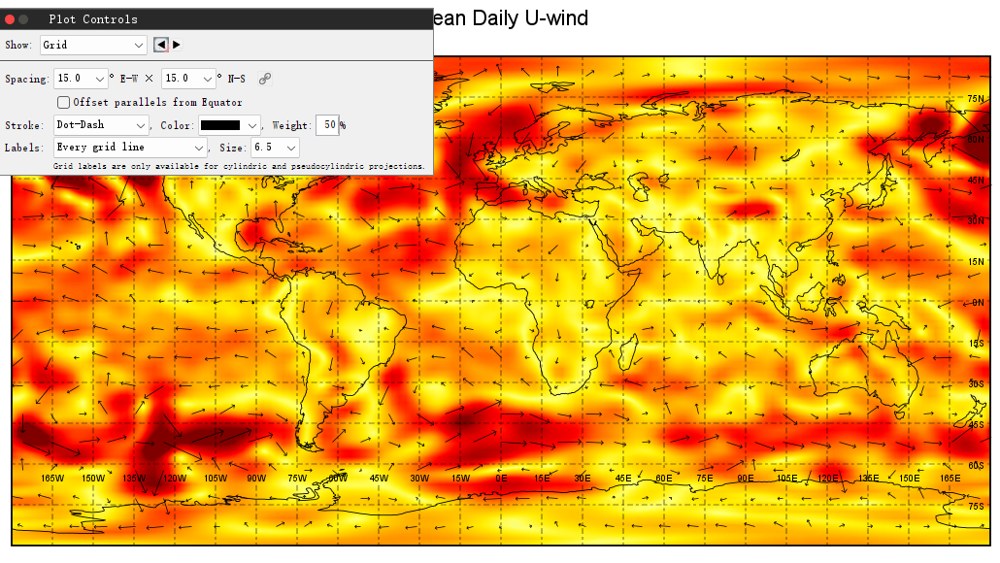 Plot Controls
ean Daily U-wind
Show: Grid
Spacing: 15.0 ° E-W × 15.0 ° N-S
Offset parallels from Equator
Stroke: Dot-Dash , Color: , Weight: 50 %
Labels: Every grid line , Size: 6.5
Grid labels are only available for cylindric and pseudocylindric projections.
75N
60N
45N
30N
15N
0N
15S
30S
45S
60S
165W 150W 135W 120W 105W 90W 75W 60W 45W 30W 15W 0E 15E 30E 45E 60E 75E 90E 105E 120E 135E 150E 165E
75S